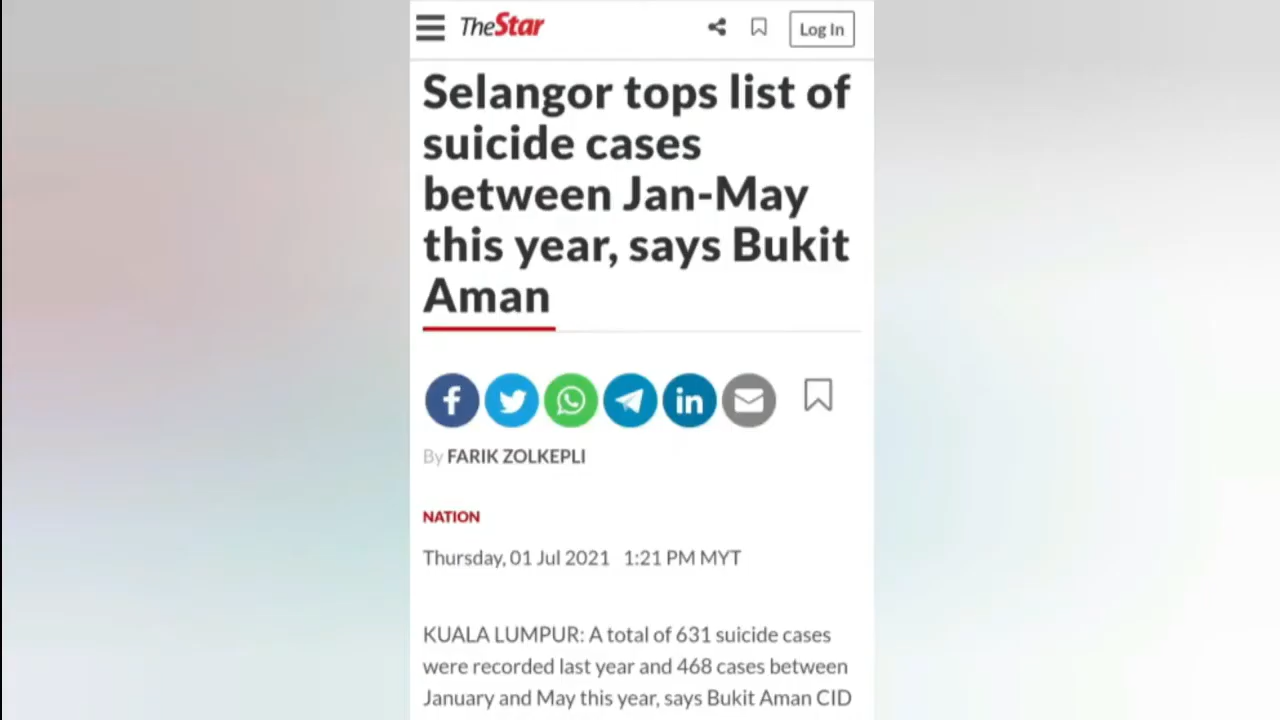 TheStar
Log In
Selangor tops list of
suicide cases
between Jan-May
this year, says Bukit
Aman
By FARIK ZOLKEPLI
NATION
Thursday, 01 Jul 2021 1:21 PM MYT
KUALA LUMPUR: A total of 631 suicide cases
were recorded last year and 468 cases between
January and May this year, says Bukit Aman CID